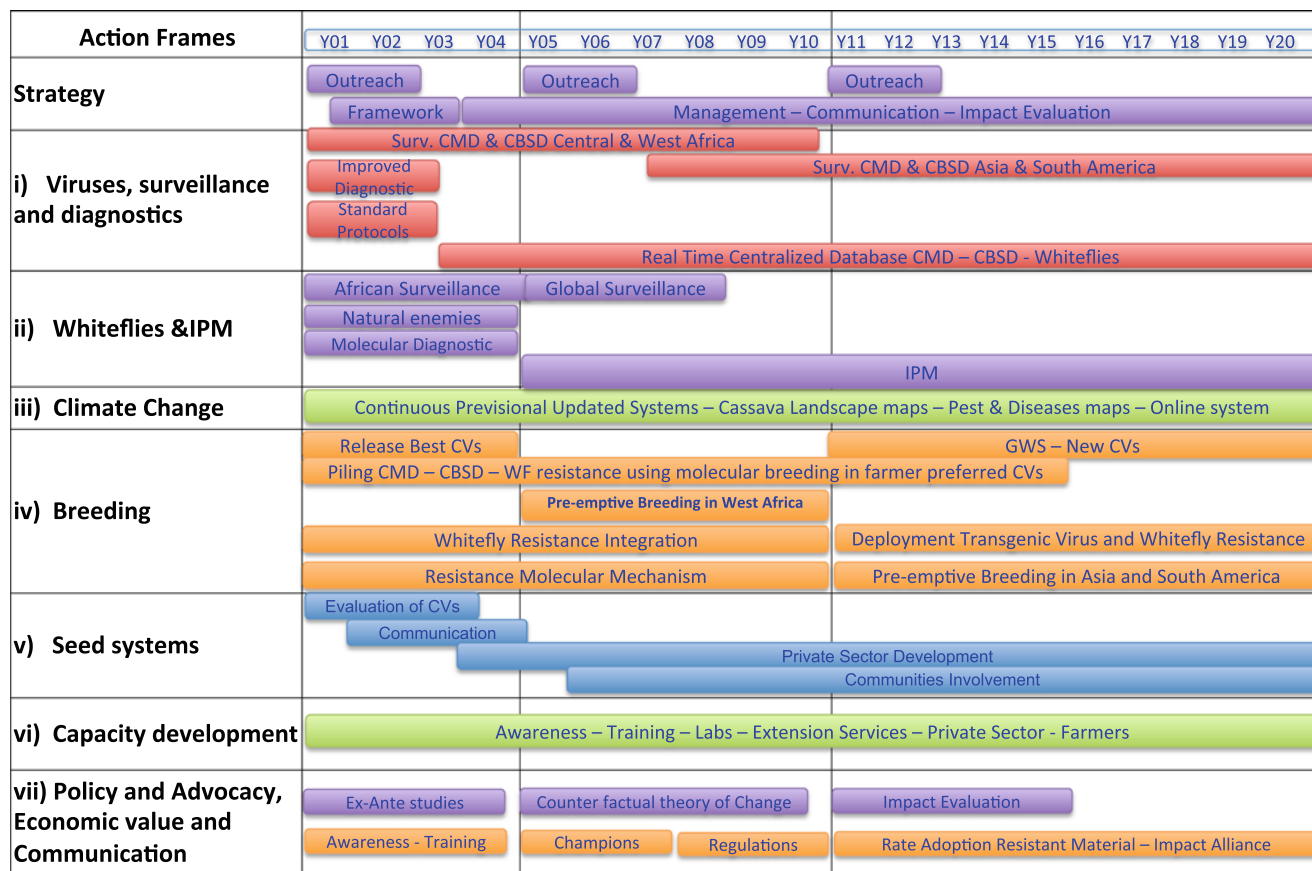 Action Frames
Y01 Y02 Y03 Y04 Y05 Y06 Y07 Y08 Y09 Y10 Y11 Y12 Y13 Y14 Y15 Y16 Y17 Y18 Y19 Y20
Strategy
Outreach
Outreach
Outreach
Framework
Management – Communication – Impact Evaluation
i) Viruses, surveillance
and diagnostics
Surv. CMD & CBSD Central & West Africa
Surv. CMD & CBSD Asia & South America
Improved
Diagnostic
Standard
Protocols
Real Time Centralized Database CMD – CBSD - Whiteflies
ii) Whiteflies &IPM
African Surveillance
Global Surveillance
Natural enemies
Molecular Diagnostic
IPM
iii) Climate Change
Continuous Previsional Updated Systems – Cassava Landscape maps – Pest & Diseases maps – Online system
iv) Breeding
Release Best CVs
GWS – New CVs
Piling CMD – CBSD – WF resistance using molecular breeding in farmer preferred CVs
Pre-emptive Breeding in West Africa
Whitefly Resistance Integration
Deployment Transgenic Virus and Whitefly Resistance
Resistance Molecular Mechanism
Pre-emptive Breeding in Asia and South America
v) Seed systems
Evaluation of CVs
Communication
Private Sector Development
Communities Involvement
vi) Capacity development
Awareness – Training – Labs – Extension Services – Private Sector - Farmers
vii) Policy and Advocacy,
Economic value and
Communication
Ex-Ante studies
Counter factual theory of Change
Impact Evaluation
Awareness - Training
Champions
Regulations
Rate Adoption Resistant Material – Impact Alliance